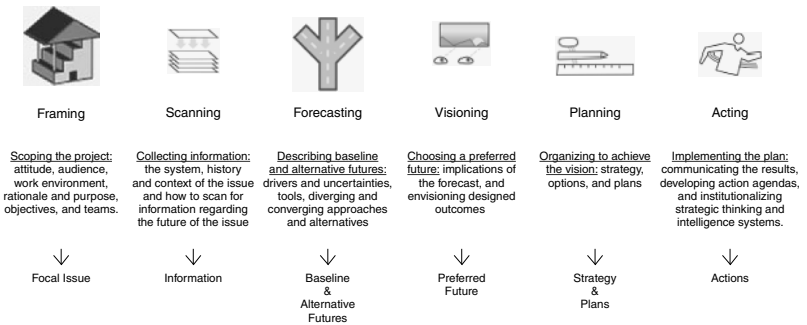 Framing
Scanning
Forecasting
Visioning
Planning
Acting
Scoping the project:
attitude, audience,
work environment,
rationale and purpose,
objectives, and teams.
Collecting information:
the system, history
and context of the issue
and how to scan for
information regarding
the future of the issue
Describing baseline
and alternative futures:
drivers and uncertainties,
tools, diverging and
converging approaches
and alternatives
Choosing a preferred
future: implications of
the forecast, and
envisioning designed
outcomes
Organizing to achieve
the vision: strategy,
options, and plans
Implementing the plan:
communicating the results,
developing action agendas,
and institutionalizing
strategic thinking and
intelligence systems.
Focal Issue
Information
Baseline
&
Alternative
Futures
Preferred
Future
Strategy
&
Plans
Actions